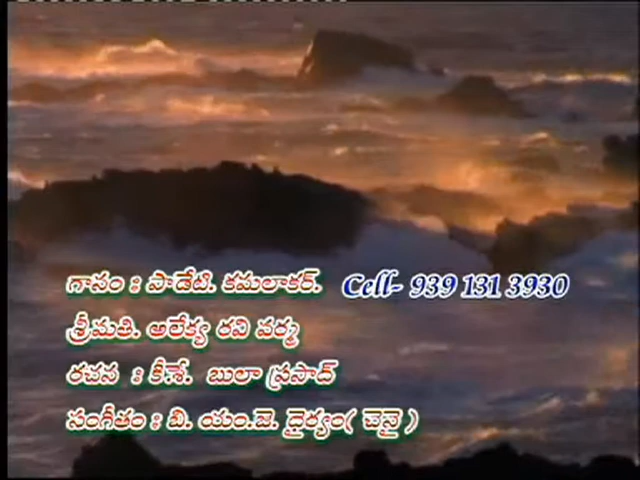 గానం : పాడేటి. కమలాకర్. Cell- 939 131 3930
శ్రీమతి. అలేక్య రవి వర్మ
రచన : కీ.శే. బులా ప్రసాద్
సంగీతం : వి. యం.జె. ధైర్యం( చెనై )